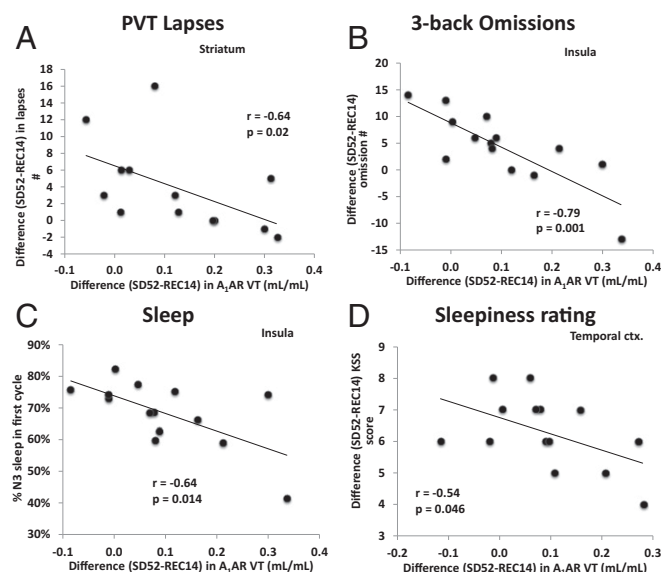 A
PVT Lapses
Striatum
Difference (SD52-REC14) in lapses
#
18
16
14
12
10
8
6
4
2
0
-2
-4
r = -0.64
p = 0.02
-0.1
0.0
0.1
0.2
0.3
0.4
Difference (SD52-REC14) in A₁AR VT (mL/mL)
B
3-back Omissions
Insula
Difference (SD52-REC14)
omission #
20
15
10
5
0
-5
-10
-15
r = -0.79
p = 0.001
-0.1
0.0
0.1
0.2
0.3
0.4
Difference (SD52-REC14) in A₁AR VT (mL/mL)
C
Sleep
Insula
% N3 sleep in first cycle
90%
80%
70%
60%
50%
40%
30%
r = -0.64
p = 0.014
-0.1
0.0
0.1
0.2
0.3
0.4
Difference (SD52-REC14) in A₁AR VT (mL/mL)
D
Sleepiness rating
Temporal ctx.
Difference (SD52-REC14) KSS
score
9
8
7
6
5
4
3
r = -0.54
p = 0.046
-0.2
-0.1
0.0
0.1
0.2
0.3
Difference (SD52-REC14) in A₁AR VT (mL/mL)